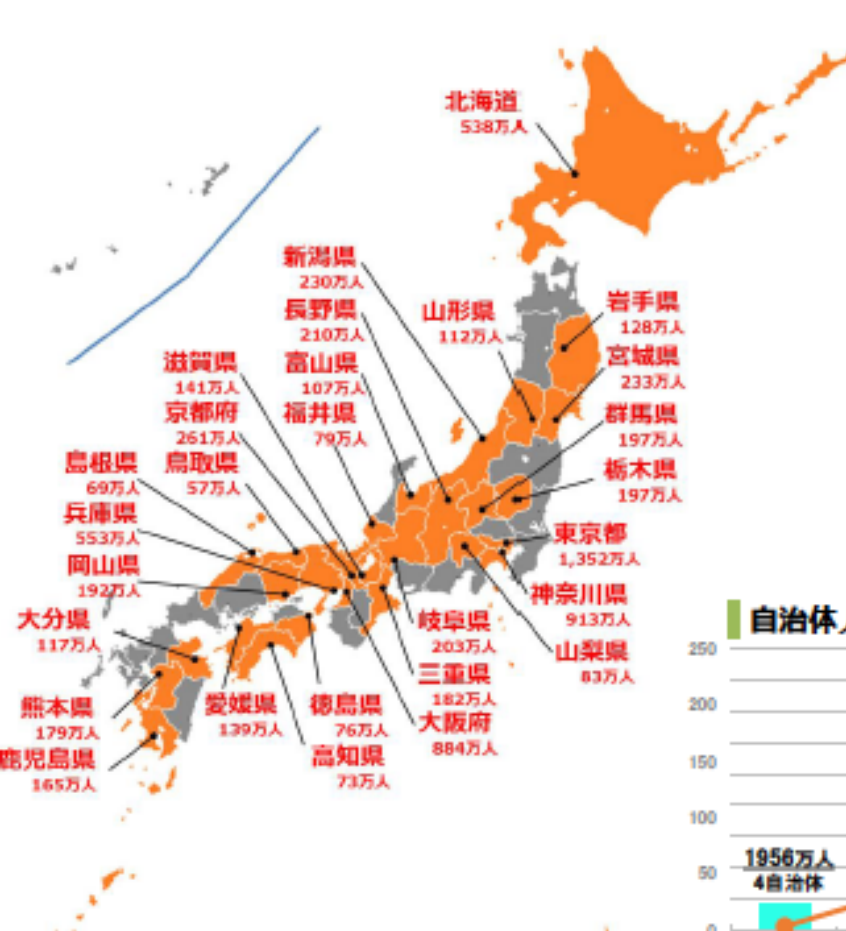 北海道
538万人
新潟県
230万人
長野県
210万人
山形県
112万人
岩手県
128万人
宮城県
233万人
滋賀県
141万人
富山県
107万人
京都府
261万人
福井県
79万人
群馬県
197万人
島根県
69万人
鳥取県
57万人
栃木県
197万人
兵庫県
553万人
東京都
1,352万人
岡山県
192万人
神奈川県
913万人
大分県
117万人
岐阜県
203万人
山梨県
83万人
三重県
182万人
熊本県
179万人
愛媛県
139万人
徳島県
76万人
大阪府
884万人
鹿児島県
165万人
高知県
73万人
自治体人
250
200
150
100
50
0
1956万人
4自治体